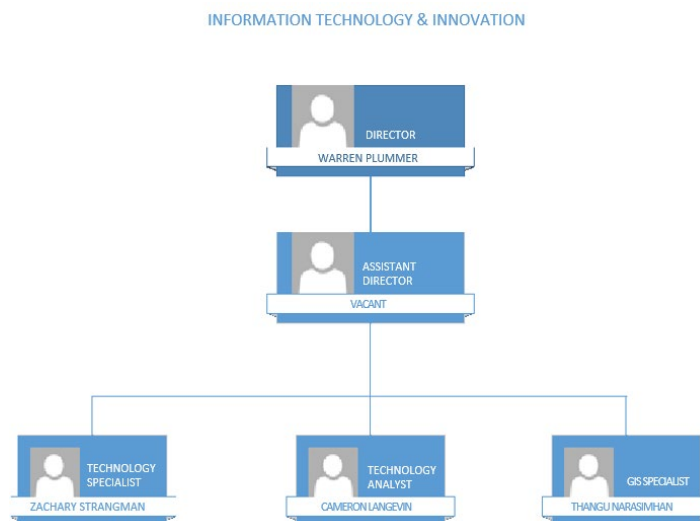 INFORMATION TECHNOLOGY & INNOVATION
DIRECTOR
WARREN PLUMMER
ASSISTANT
DIRECTOR
VACANT
TECHNOLOGY
SPECIALIST
ZACHARY STRANGMAN
TECHNOLOGY
ANALYST
CAMERON LANGEVIN
GIS SPECIALIST
THANGU NARASIMHAN